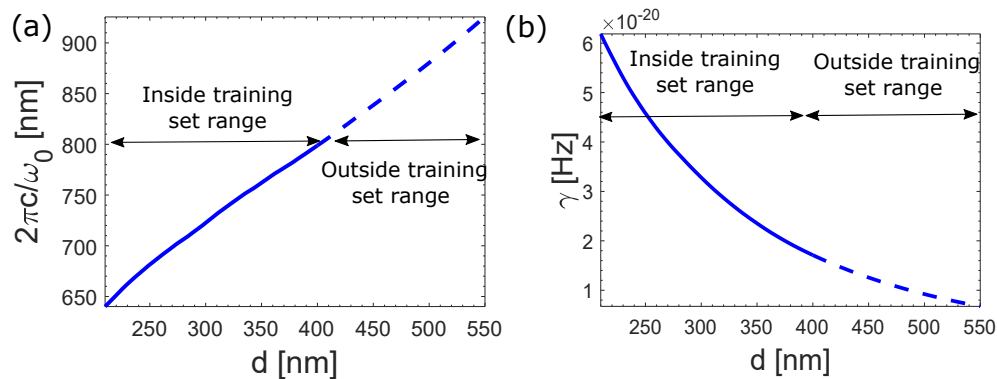 (a)
2πc/ω₀ [nm]
900
850
800
750
700
650
Inside training
set range
Outside training
set range
250 300 350 400 450 500 550
d [nm]
(b)
×10⁻²⁰
γ [Hz]
6
5
4
3
2
1
Inside training
set range
Outside training
set range
250 300 350 400 450 500 550
d [nm]